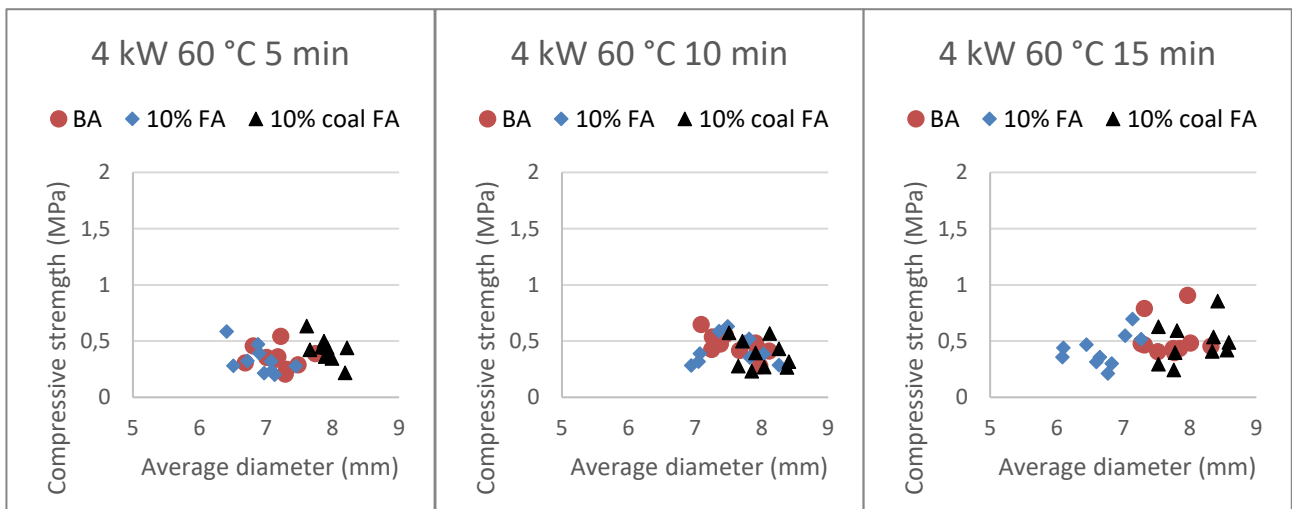 4 kW 60 °C 5 min
BA 10% FA 10% coal FA
Compressive stremgth (MPa)
2
1,5
1
0,5
0
5 6 7 8 9
Average diameter (mm)
4 kW 60 °C 10 min
BA 10% FA 10% coal FA
Compressive stremgth (MPa)
2
1,5
1
0,5
0
5 6 7 8 9
Average diameter (mm)
4 kW 60 °C 15 min
BA 10% FA 10% coal FA
Compressive stremgth (MPa)
2
1,5
1
0,5
0
5 6 7 8 9
Average diameter (mm)